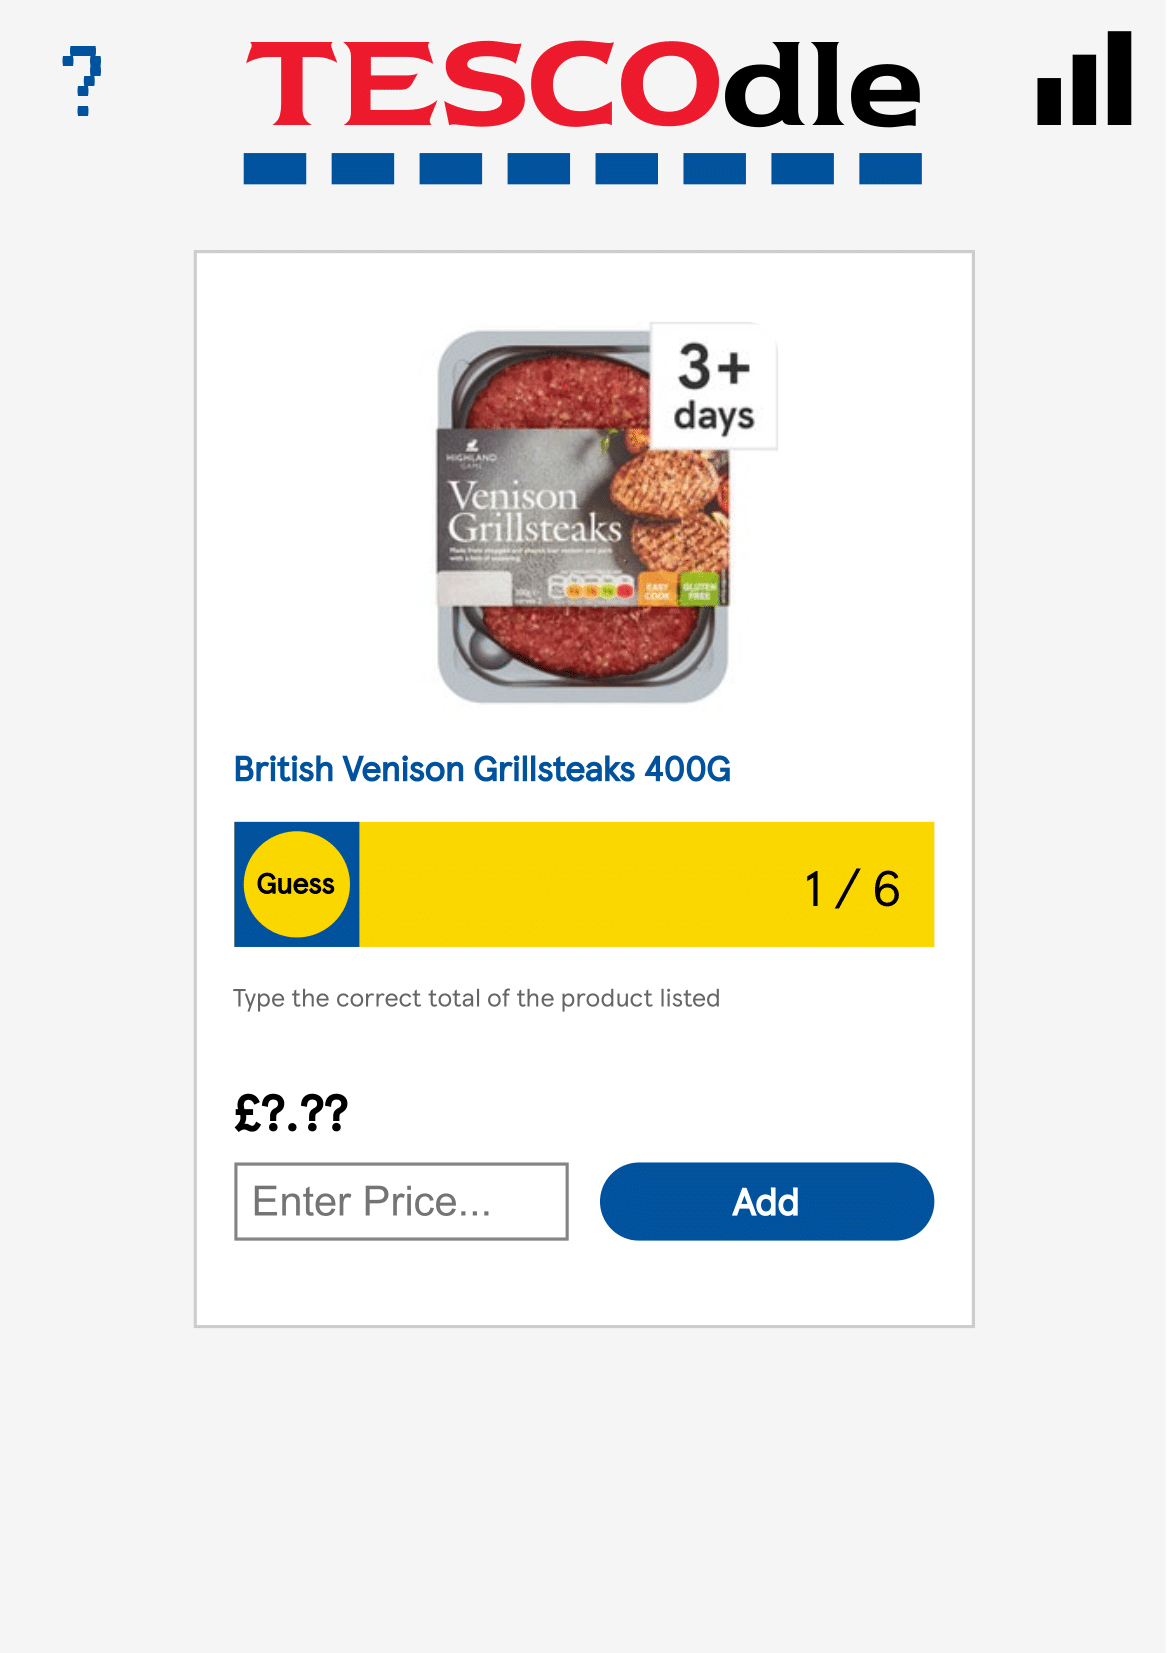 ?
TESCOdle
3+
days
HIGHLAND
GAME
Venison
Grillsteaks
EASY
COOK
GLUTEN
FREE
British Venison Grillsteaks 400G
Guess
1 / 6
Type the correct total of the product listed
£?.??
Enter Price...
Add